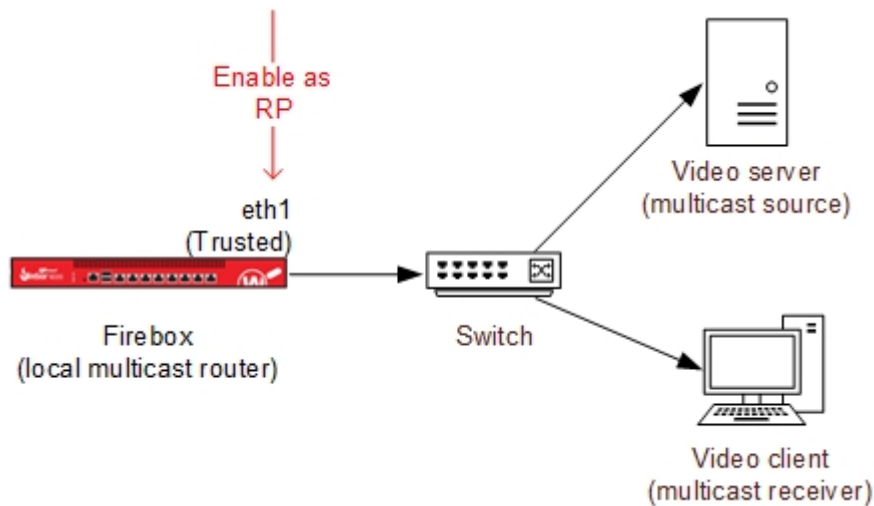 Enable as
RP
eth1
(Trusted)
Firebox
(local multicast router)
Switch
Video server
(multicast source)
Video client
(multicast receiver)